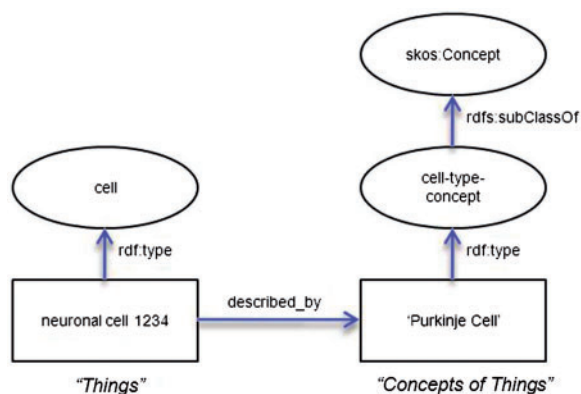 skos:Concept
rdfs:subClassOf
cell
cell-type-
concept
rdf:type
rdf:type
neuronal cell 1234
described_by
‘Purkinje Cell’
“Things”
“Concepts of Things”